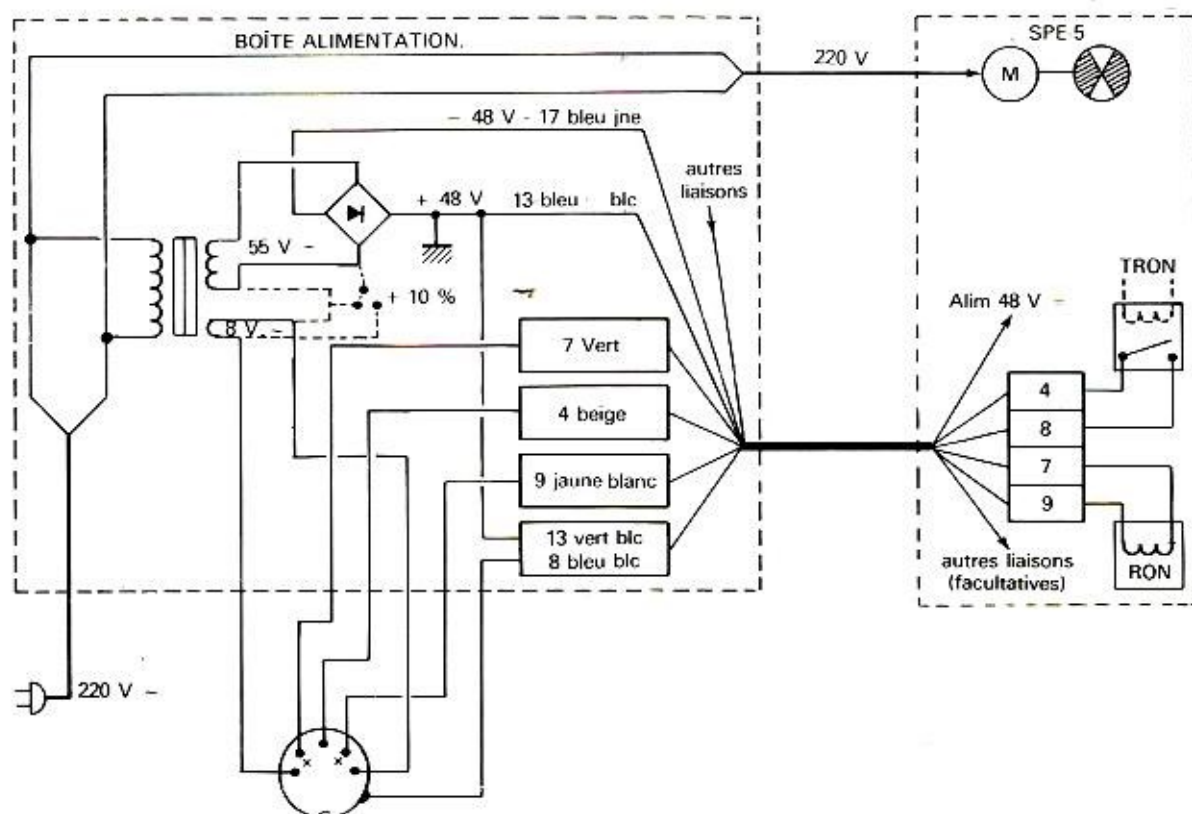 BOÎTE ALIMENTATION.
220 V
SPE 5
M
- 48 V - 17 bleu jne
autres
liaisons
+ 48 V
13 bleu blc
55 V ~
+ 10 %
8 V. ~
7 Vert
4 beige
9 jaune blanc
13 vert blc
8 bleu blc
TRON
Alim 48 V -
4
8
7
9
autres liaisons
(facultatives)
RON
220 V ~